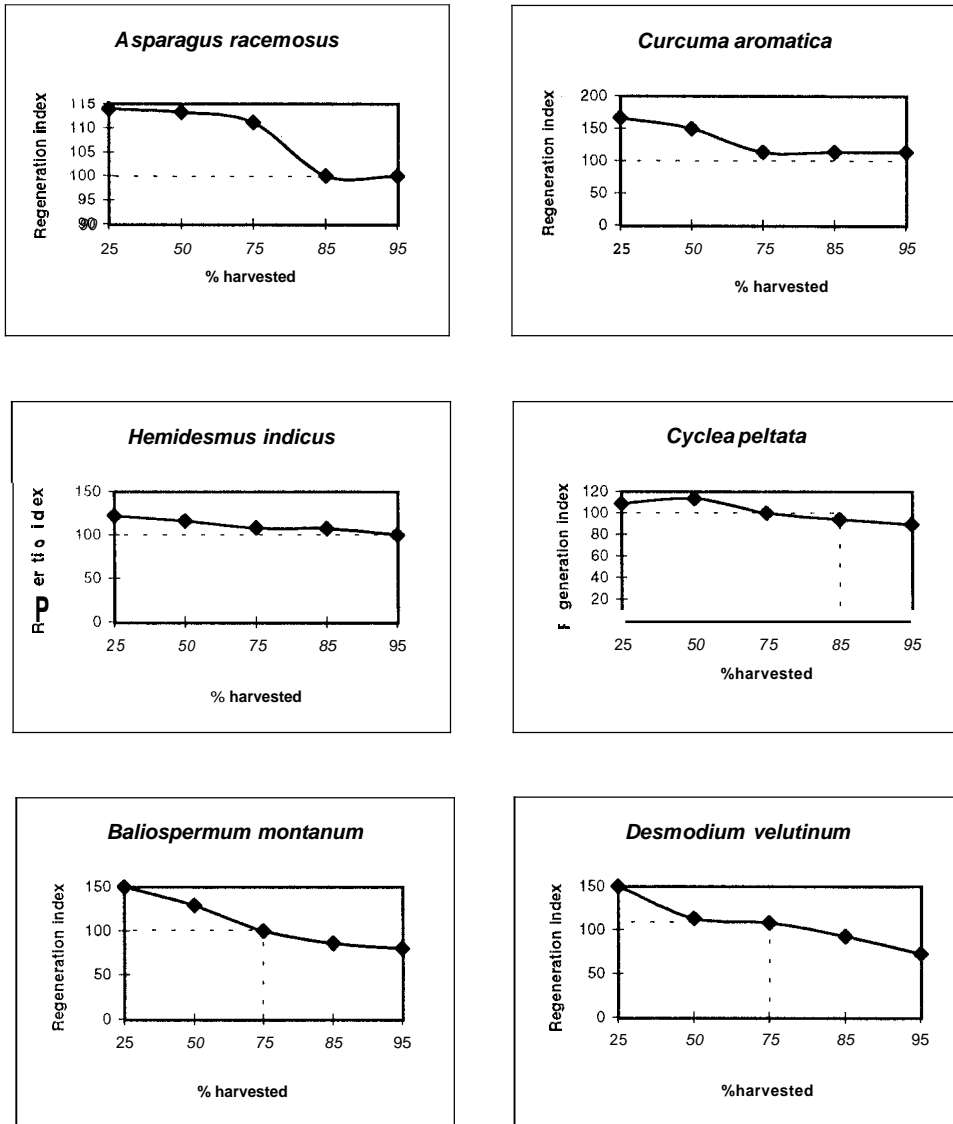 Asparagus racemosus
Regeneration index
115
110
105
100
95
90
25 50 75 85 95
% harvested
Curcuma aromatica
Regeneration index
200
150
100
50
0
25 50 75 85 95
% harvested
Hemidesmus indicus
150
100
50
0
25 50 75 85 95
% harvested
Cyclea peltata
generation index
120
100
80
60
40
20
25 50 75 85 95
%harvested
Baliospermum montanum
Regeneration index
150
100
50
0
25 50 75 85 95
% harvested
Desmodium velutinum
Regeneration Index
150
100
50
0
25 50 75 85 95
%harvested